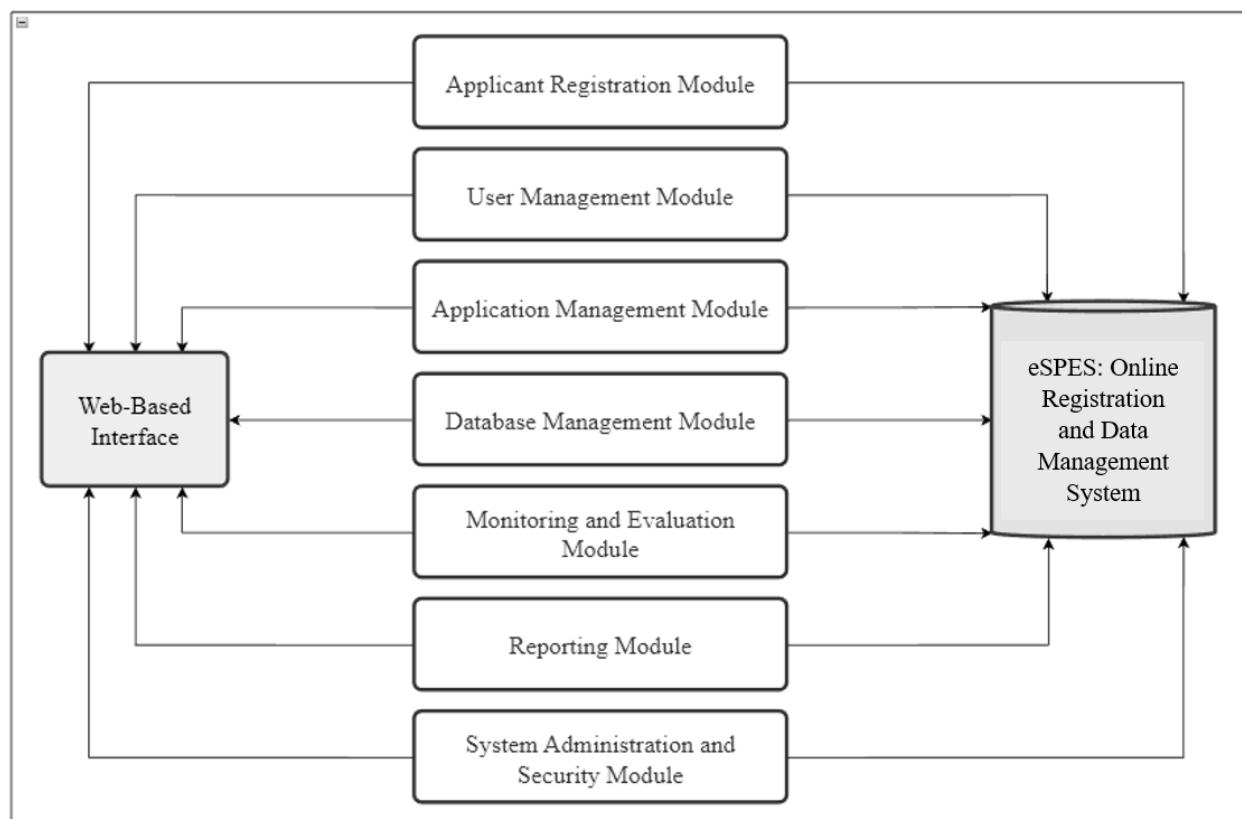 Applicant Registration Module
User Management Module
Application Management Module
Web-Based
Interface
Database Management Module
eSPES: Online
Registration
and Data
Management
System
Monitoring and Evaluation
Module
Reporting Module
System Administration and
Security Module